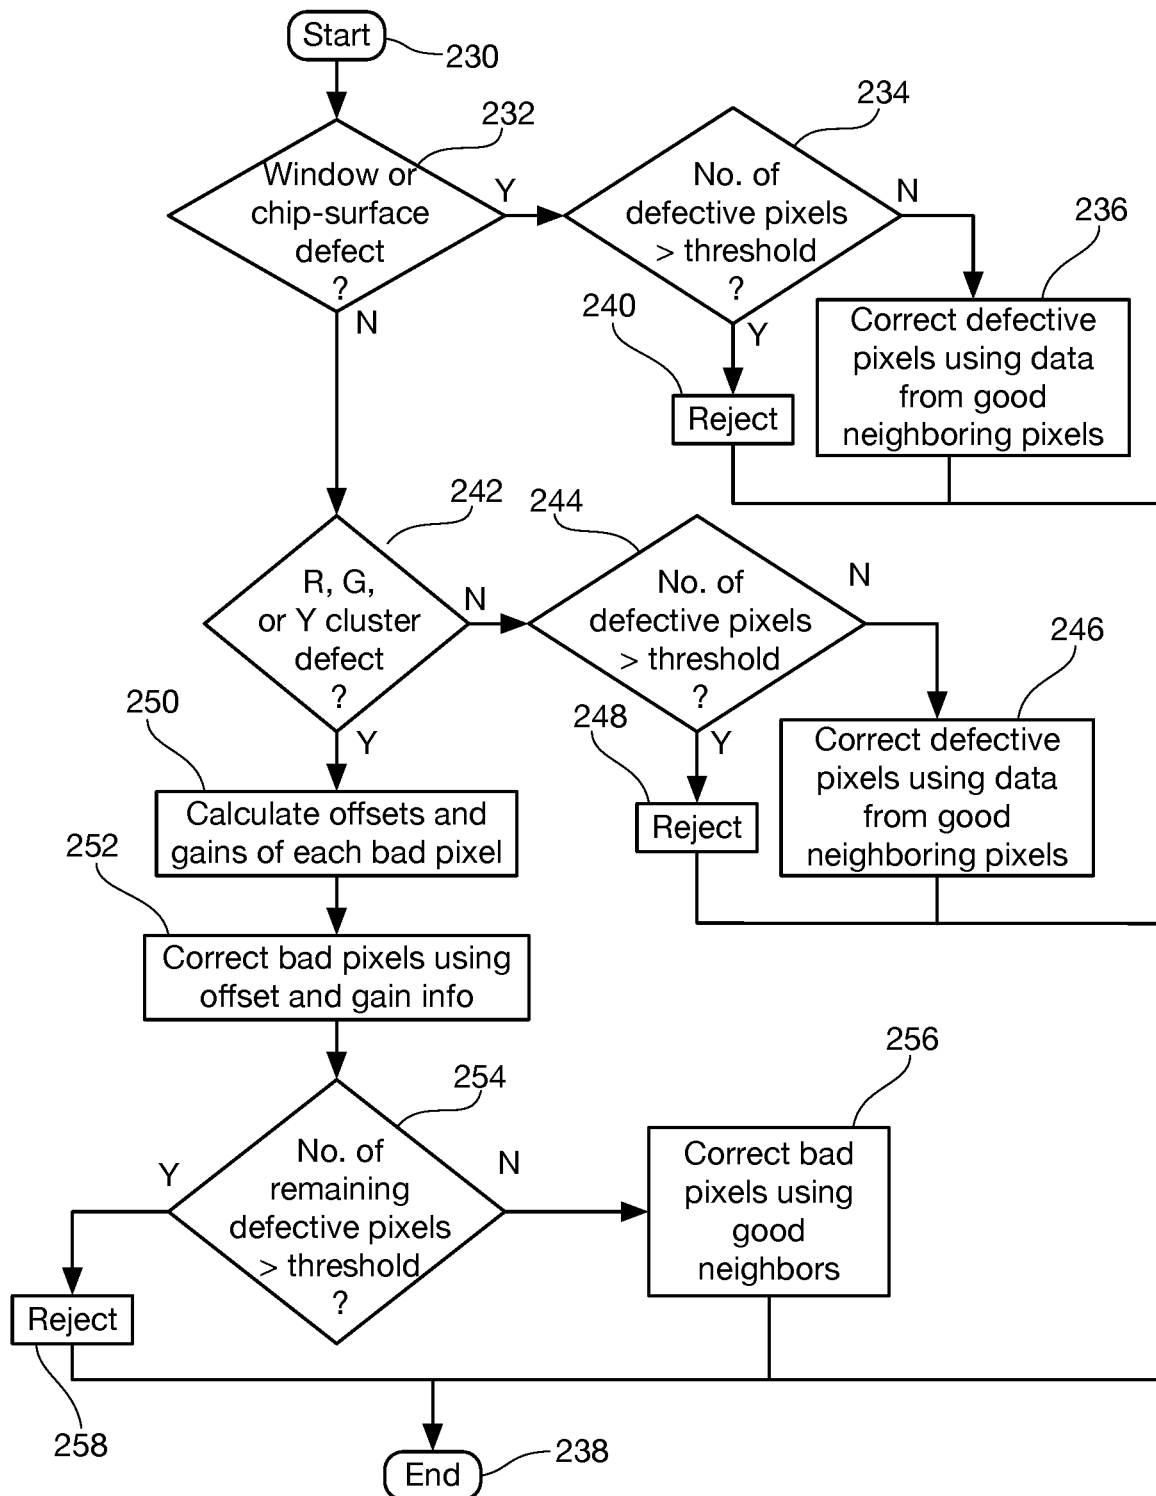 Start
230
232
234
Window or
chip-surface
defect
?
Y
N
No. of
defective pixels
> threshold
?
N
Y
236
Correct defective
pixels using data
from good
neighboring pixels
240
Reject
242
R, G,
or Y cluster
defect
?
N
Y
244
No. of
defective pixels
> threshold
?
N
Y
246
Correct defective
pixels using data
from good
neighboring pixels
248
Reject
250
Calculate offsets and
gains of each bad pixel
252
Correct bad pixels using
offset and gain info
254
No. of
remaining
defective pixels
> threshold
?
Y
N
256
Correct bad
pixels using
good
neighbors
Reject
258
End
238